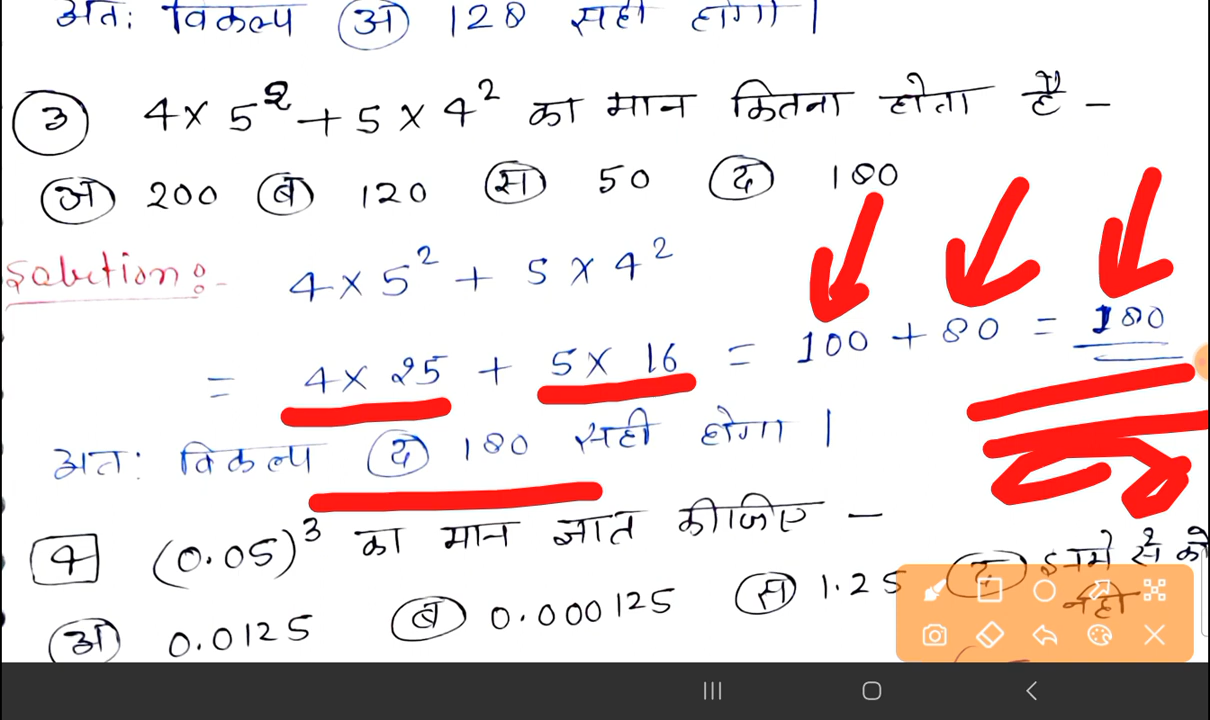 अतः विकल्प (अ) 128 सही होगा |
(3) 4 × 5² + 5 × 4² का मान कितना होता है -
(अ) 200 (ब) 120 (स) 50 (द) 180
Solution:-
4 × 5² + 5 × 4²
= 4 × 25 + 5 × 16 = 100 + 80 = 180
अतः विकल्प (द) 180 सही होगा |
4 (0.05)³ का मान ज्ञात कीजिए -
(अ) 0.0125 (ब) 0.000125 (स) 1.25 (द) इनमें से
नहीं